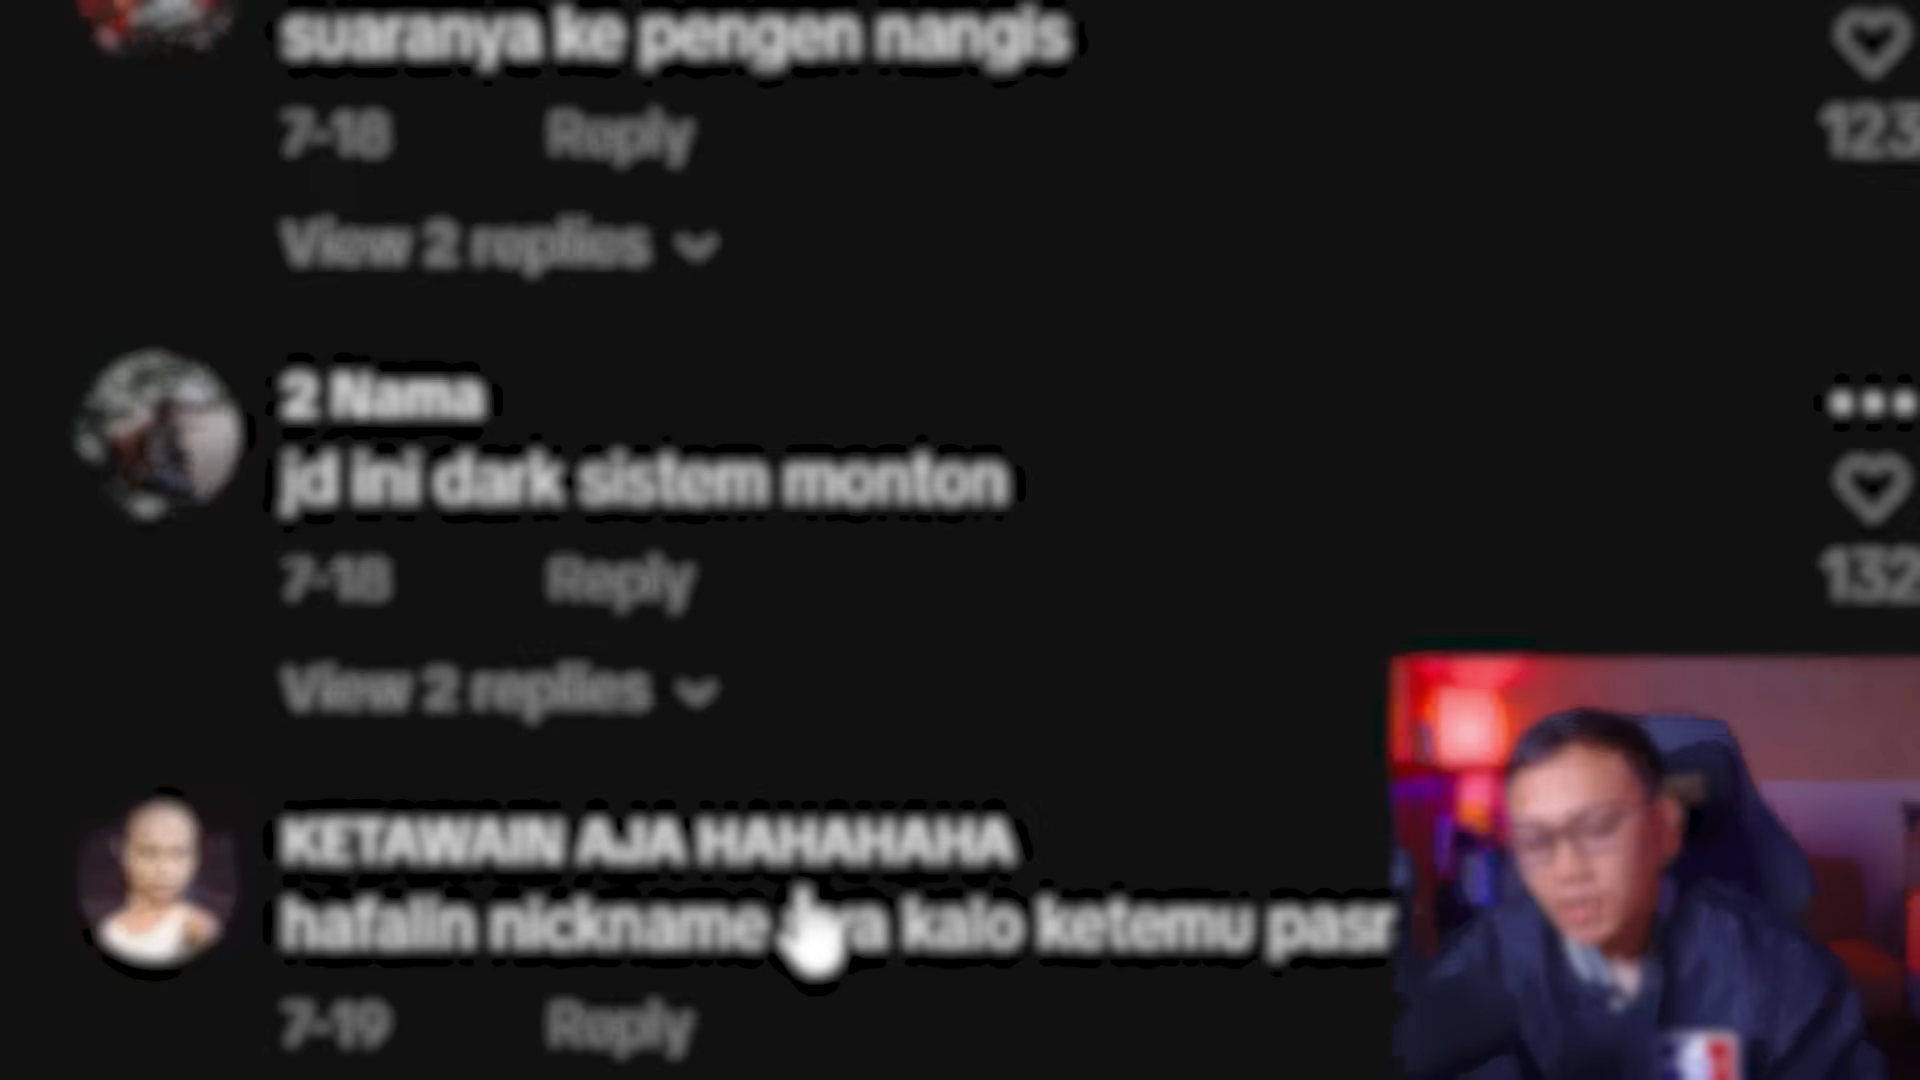 suaranya ke pengen nangis
123
7-18 Reply
View 2 replies
2 Nama
jd ini dark sistem monton
132
7-18 Reply
View 2 replies
KETAWAIN AJA HAHAHAHA
hafalin nickname kalo ketemu
7-19 Reply